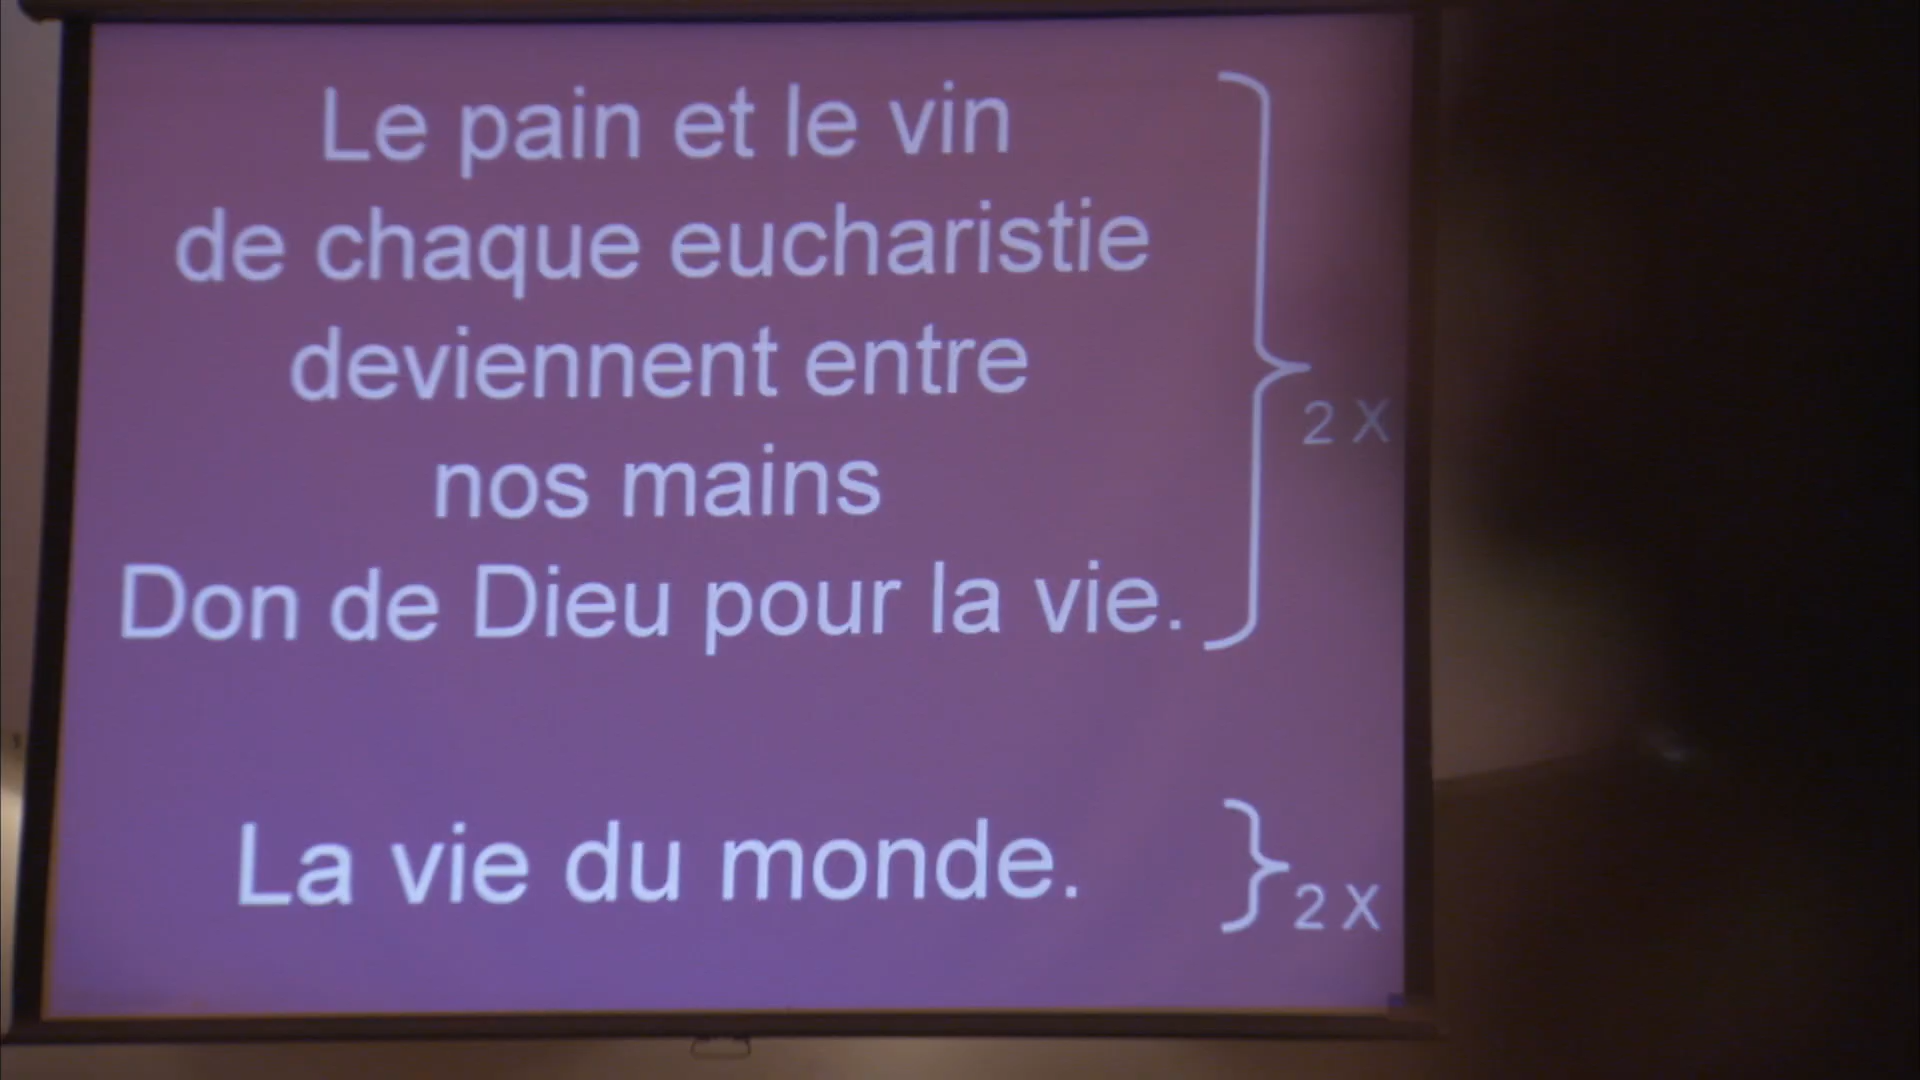 Le pain et le vin
de chaque eucharistie
deviennent entre
nos mains
Don de Dieu pour la vie.
2 X
La vie du monde.
2 X